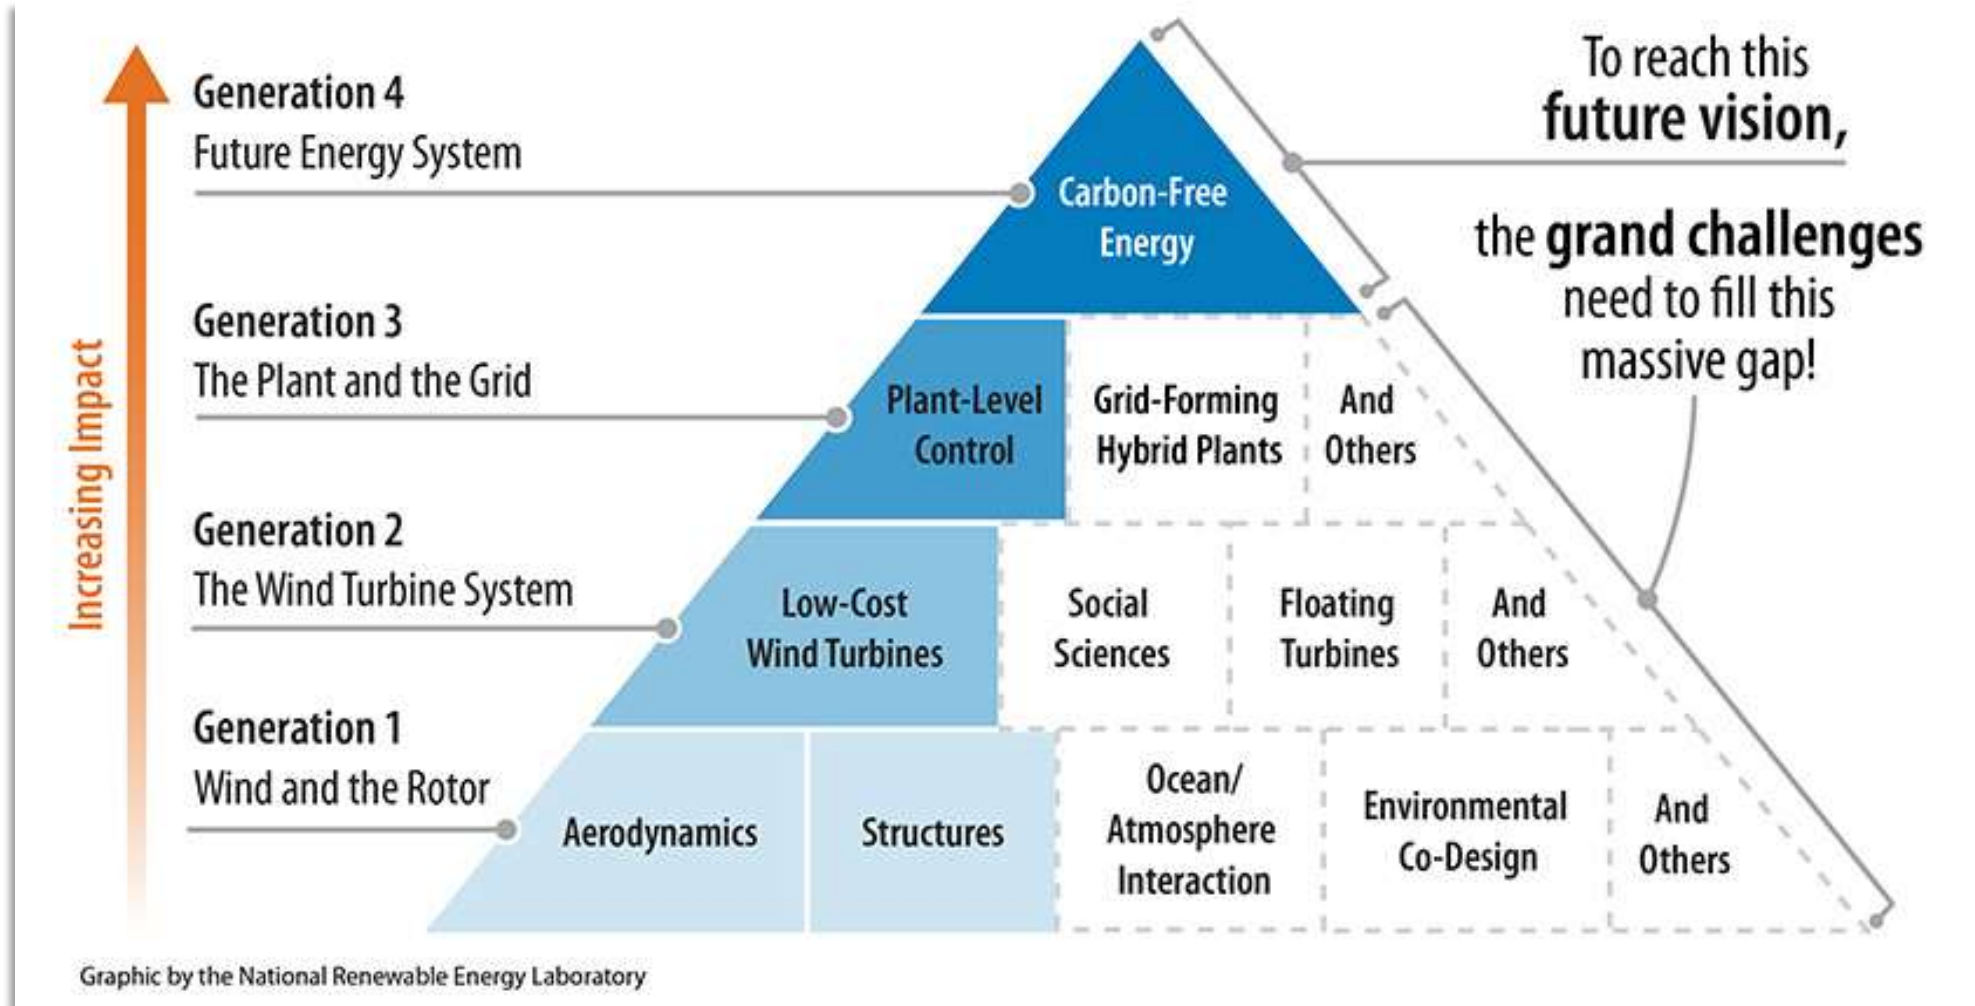 Increasing Impact
Generation 4
Future Energy System
Generation 3
The Plant and the Grid
Generation 2
The Wind Turbine System
Generation 1
Wind and the Rotor
Carbon-Free
Energy
Plant-Level
Control
Grid-Forming
Hybrid Plants
And
Others
Low-Cost
Wind Turbines
Social
Sciences
Floating
Turbines
And
Others
Aerodynamics
Structures
Ocean/
Atmosphere
Interaction
Environmental
Co-Design
And
Others
To reach this
future vision,
the grand challenges
need to fill this
massive gap!
Graphic by the National Renewable Energy Laboratory